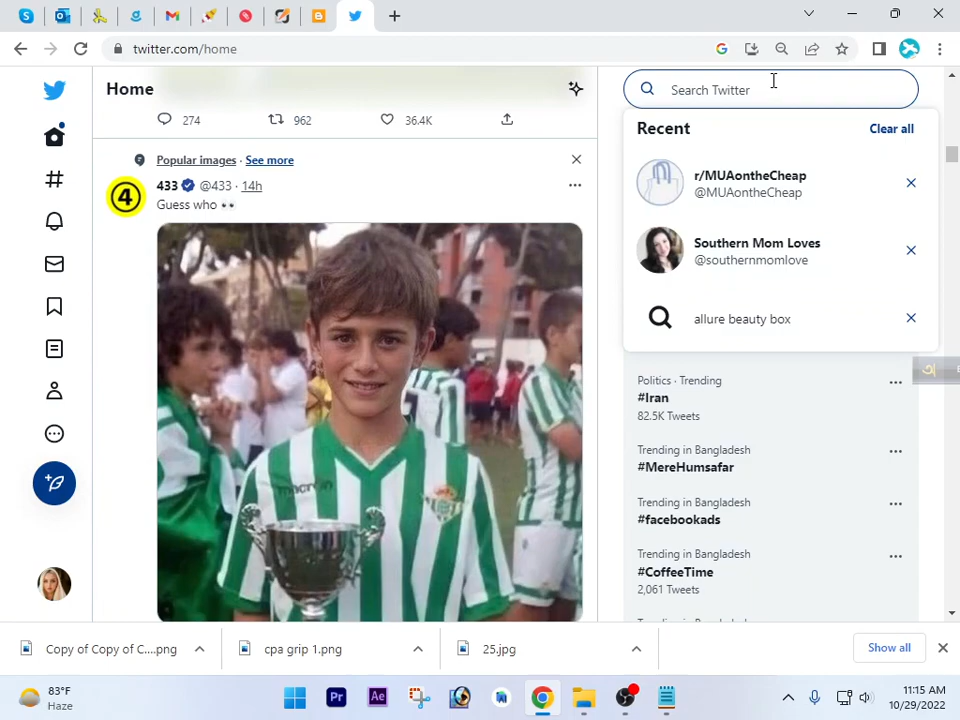 twitter.com/home
Home
Search Twitter
274
962
36.4K
Recent
Clear all
Popular images · See more
433 @433 · 14h
Guess who 👀
r/MUAontheCheap
@MUAontheCheap
Southern Mom Loves
@southernmomlove
allure beauty box
Politics · Trending
#Iran
82.5K Tweets
Trending in Bangladesh
#MereHumsafar
Trending in Bangladesh
#facebookads
Trending in Bangladesh
#CoffeeTime
2,061 Tweets
Copy of Copy of C....png
cpa grip 1.png
25.jpg
Show all
83°F
Haze
Pr
Ae
11:15 AM
10/29/2022